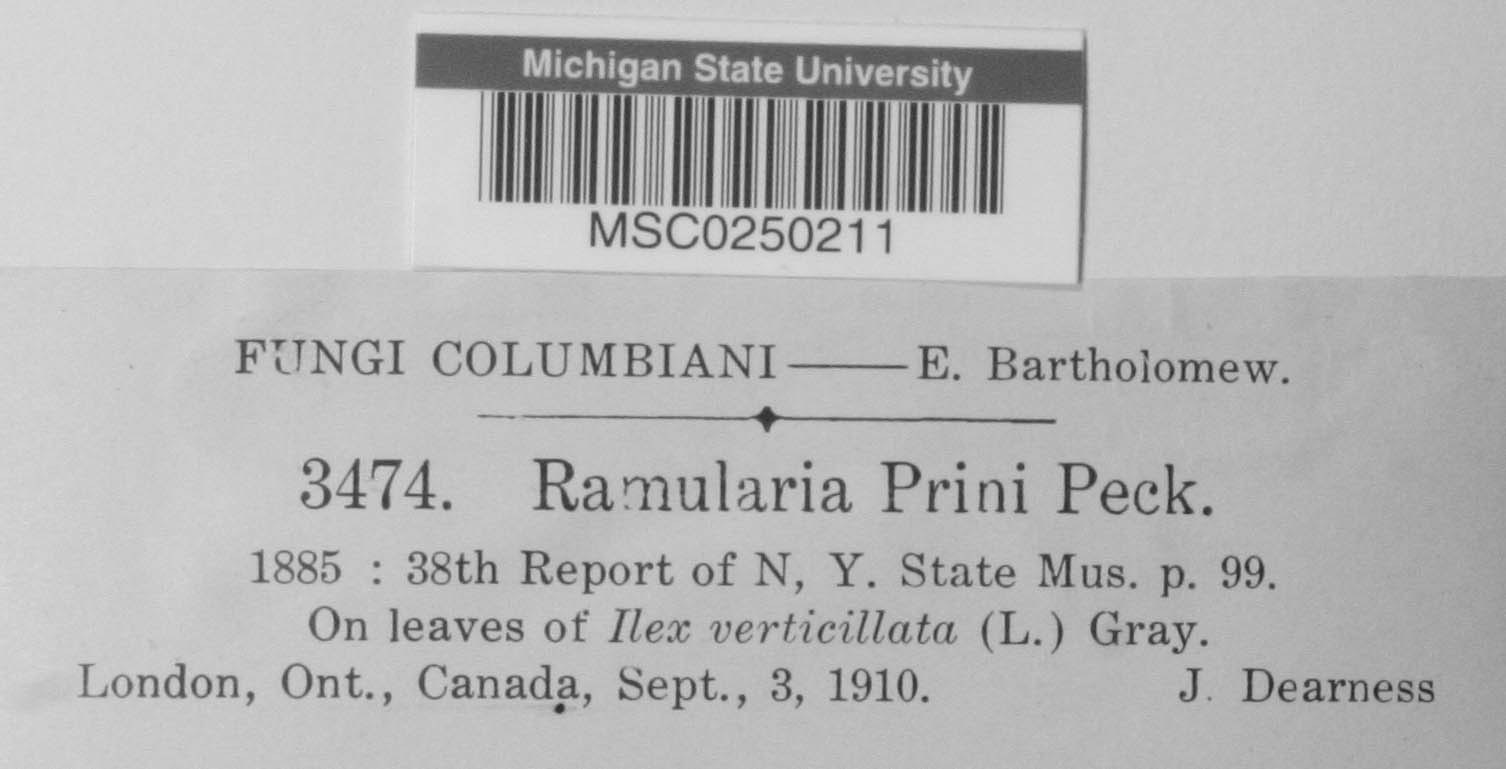 Michigan State University
MSC0250211
FUNGI COLUMBIANI——E. Bartholomew.
3474. Ramularia Prini Peck.
1885 : 38th Report of N, Y. State Mus. p. 99.
On leaves of Ilex verticillata (L.) Gray.
London, Ont., Canada, Sept., 3, 1910. J. Dearness